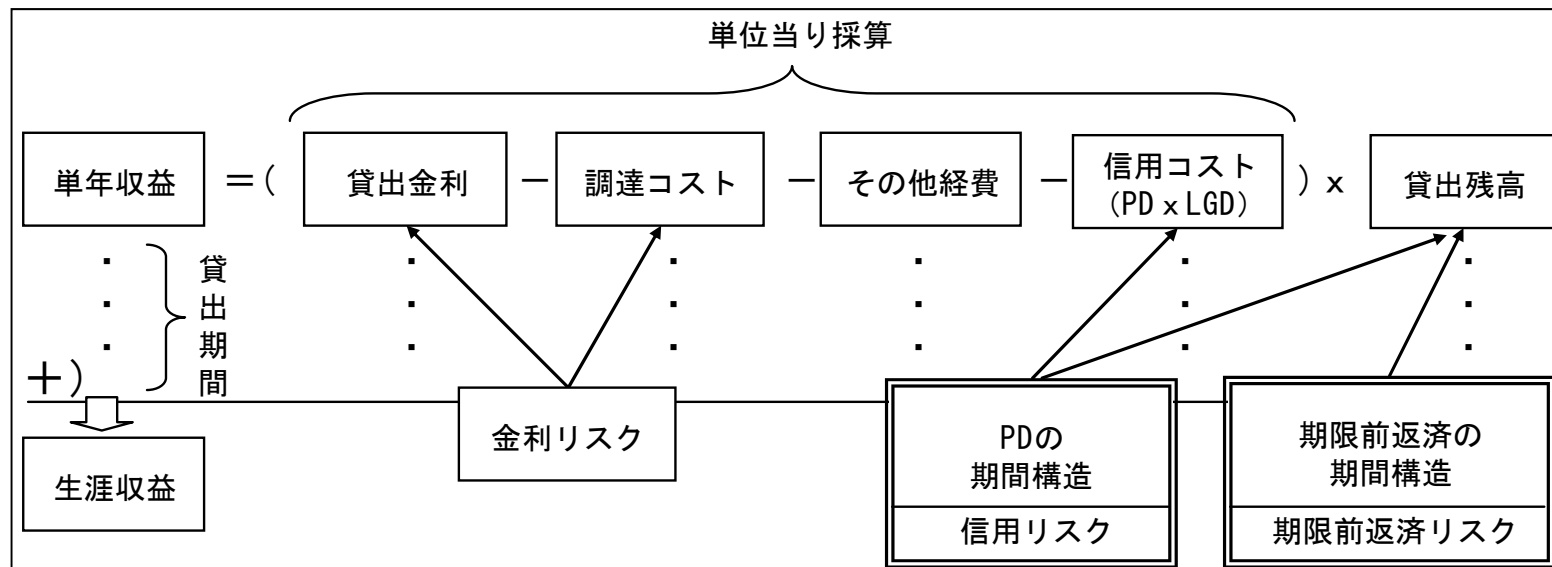 単位当り採算
単年収益 =( 貸出金利 − 調達コスト − その他経費 − 信用コスト (PD x LGD) ) x 貸出残高
貸出期間
+)
金利リスク
PDの
期間構造
信用リスク
期限前返済の
期間構造
期限前返済リスク
生涯収益